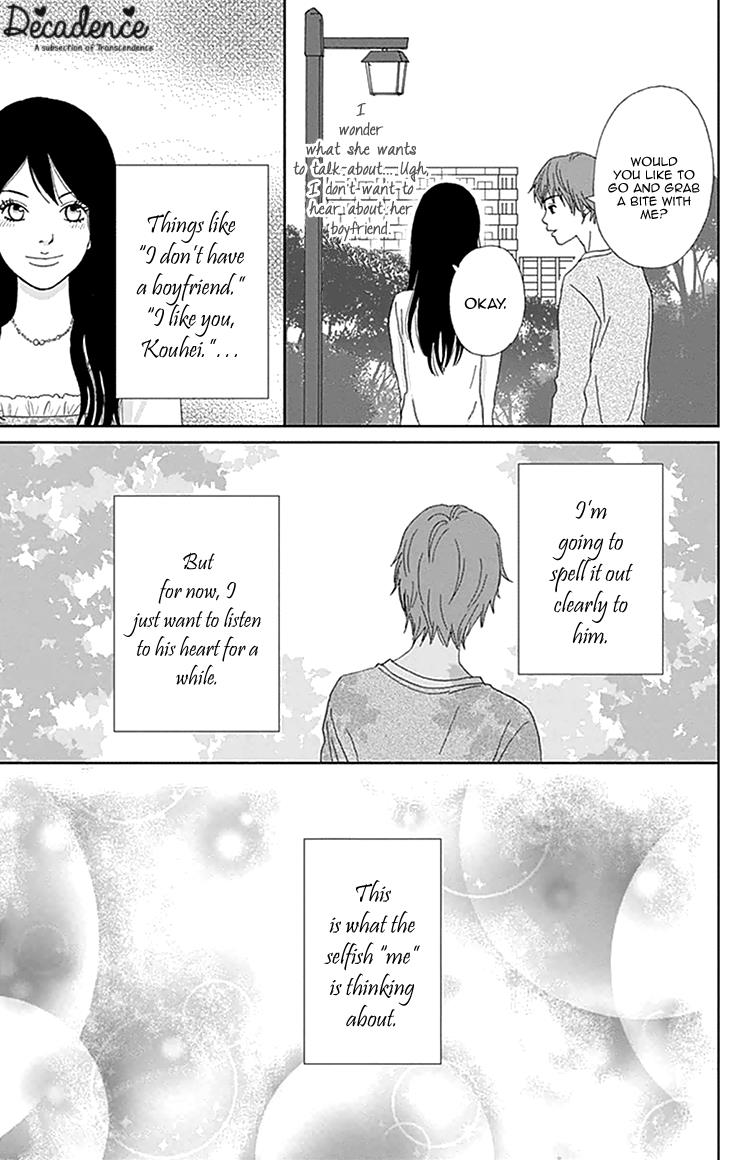 Decadence
A subsection of Transcendence
WOULD
YOU LIKE TO
GO AND GRAB
A BITE WITH
ME?
I
wonder
what she wants
to talk about... Ugh,
I don't want to
hear about her
boyfriend.
OKAY.
Things like
"I don't have
a boyfriend."
"I like you,
Kouhei."...
I'm
going to
spell it out
clearly to
him.
But
for now, I
just want to listen
to his heart for a
while.
This
is what the
selfish "me"
is thinking
about.